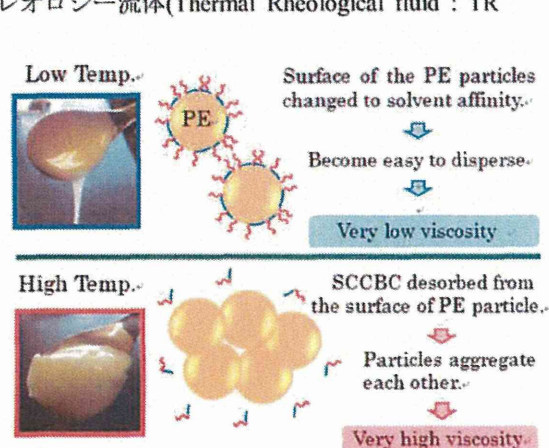 レオロジー流体(Thermal Rheological fluid : TR
Low Temp.
PE
Surface of the PE particles
changed to solvent affinity.
Become easy to disperse.
Very low viscosity
High Temp.
SCCBC desorbed from
the surface of PE particle.
Particles aggregate
each other.
Very high viscosity